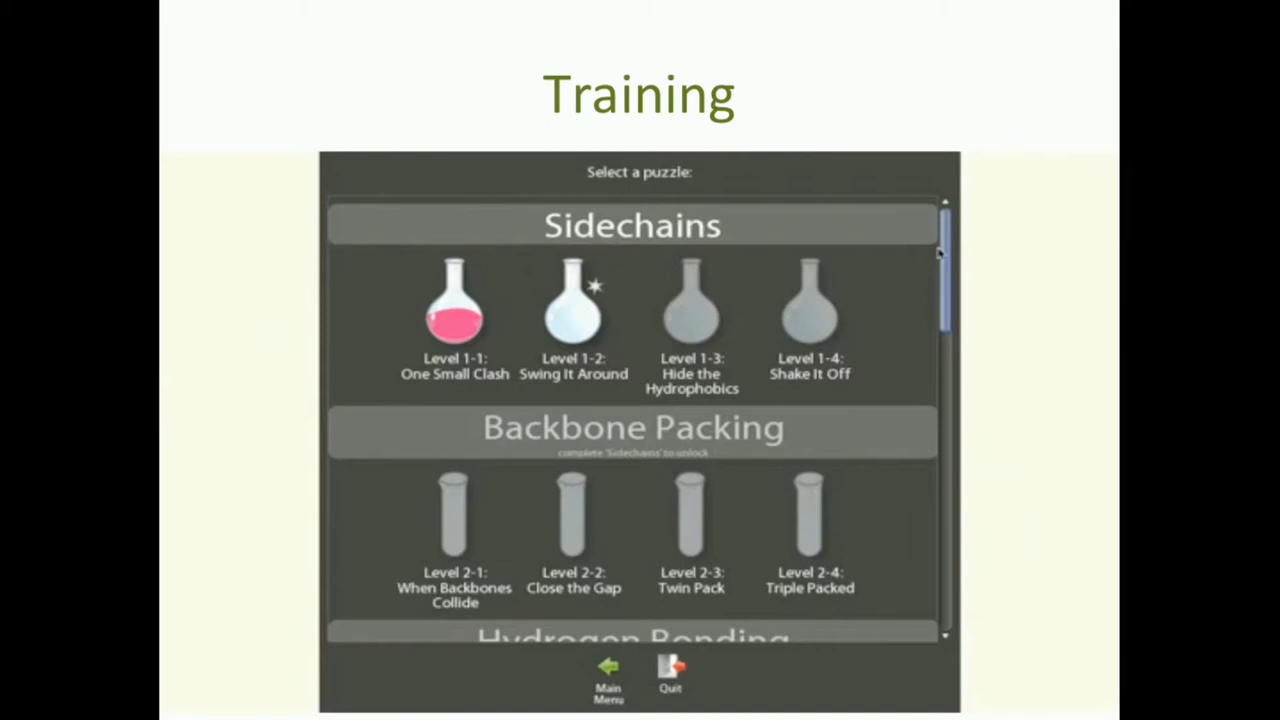 Training
Select a puzzle:
Sidechains
Level 1-1:
One Small Clash
Level 1-2:
Swing It Around
Level 1-3:
Hide the
Hydrophobics
Level 1-4:
Shake It Off
Backbone Packing
complete 'Sidechains' to unlock
Level 2-1:
When Backbones
Collide
Level 2-2:
Close the Gap
Level 2-3:
Twin Pack
Level 2-4:
Triple Packed
Hydrogen Bonding
Main
Menu
Quit